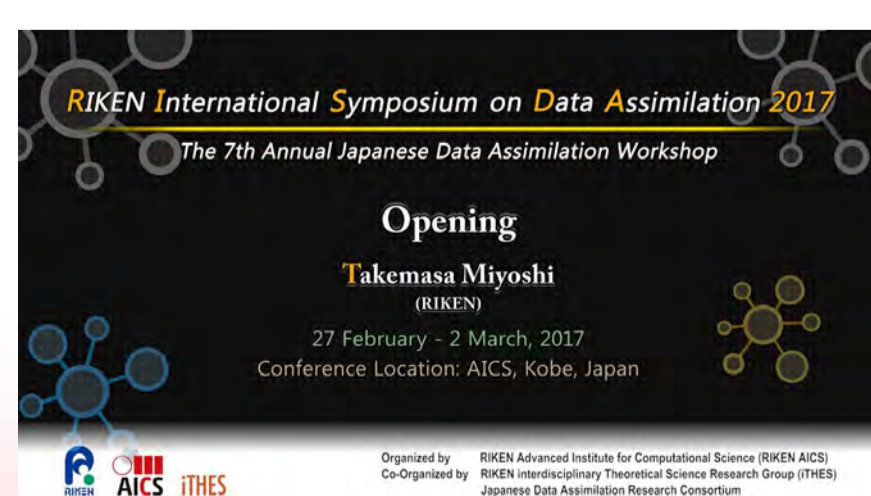 RIKEN International Symposium on Data Assimilation 2017
The 7th Annual Japanese Data Assimilation Workshop
Opening
Takemasa Miyoshi
(RIKEN)
27 February - 2 March, 2017
Conference Location: AICS, Kobe, Japan
RIKEN
AICS
iTHES
Organized by RIKEN Advanced Institute for Computational Science (RIKEN AICS)
Co-Organized by RIKEN interdisciplinary Theoretical Science Research Group (iTHES)
Japanese Data Assimilation Research Consortium